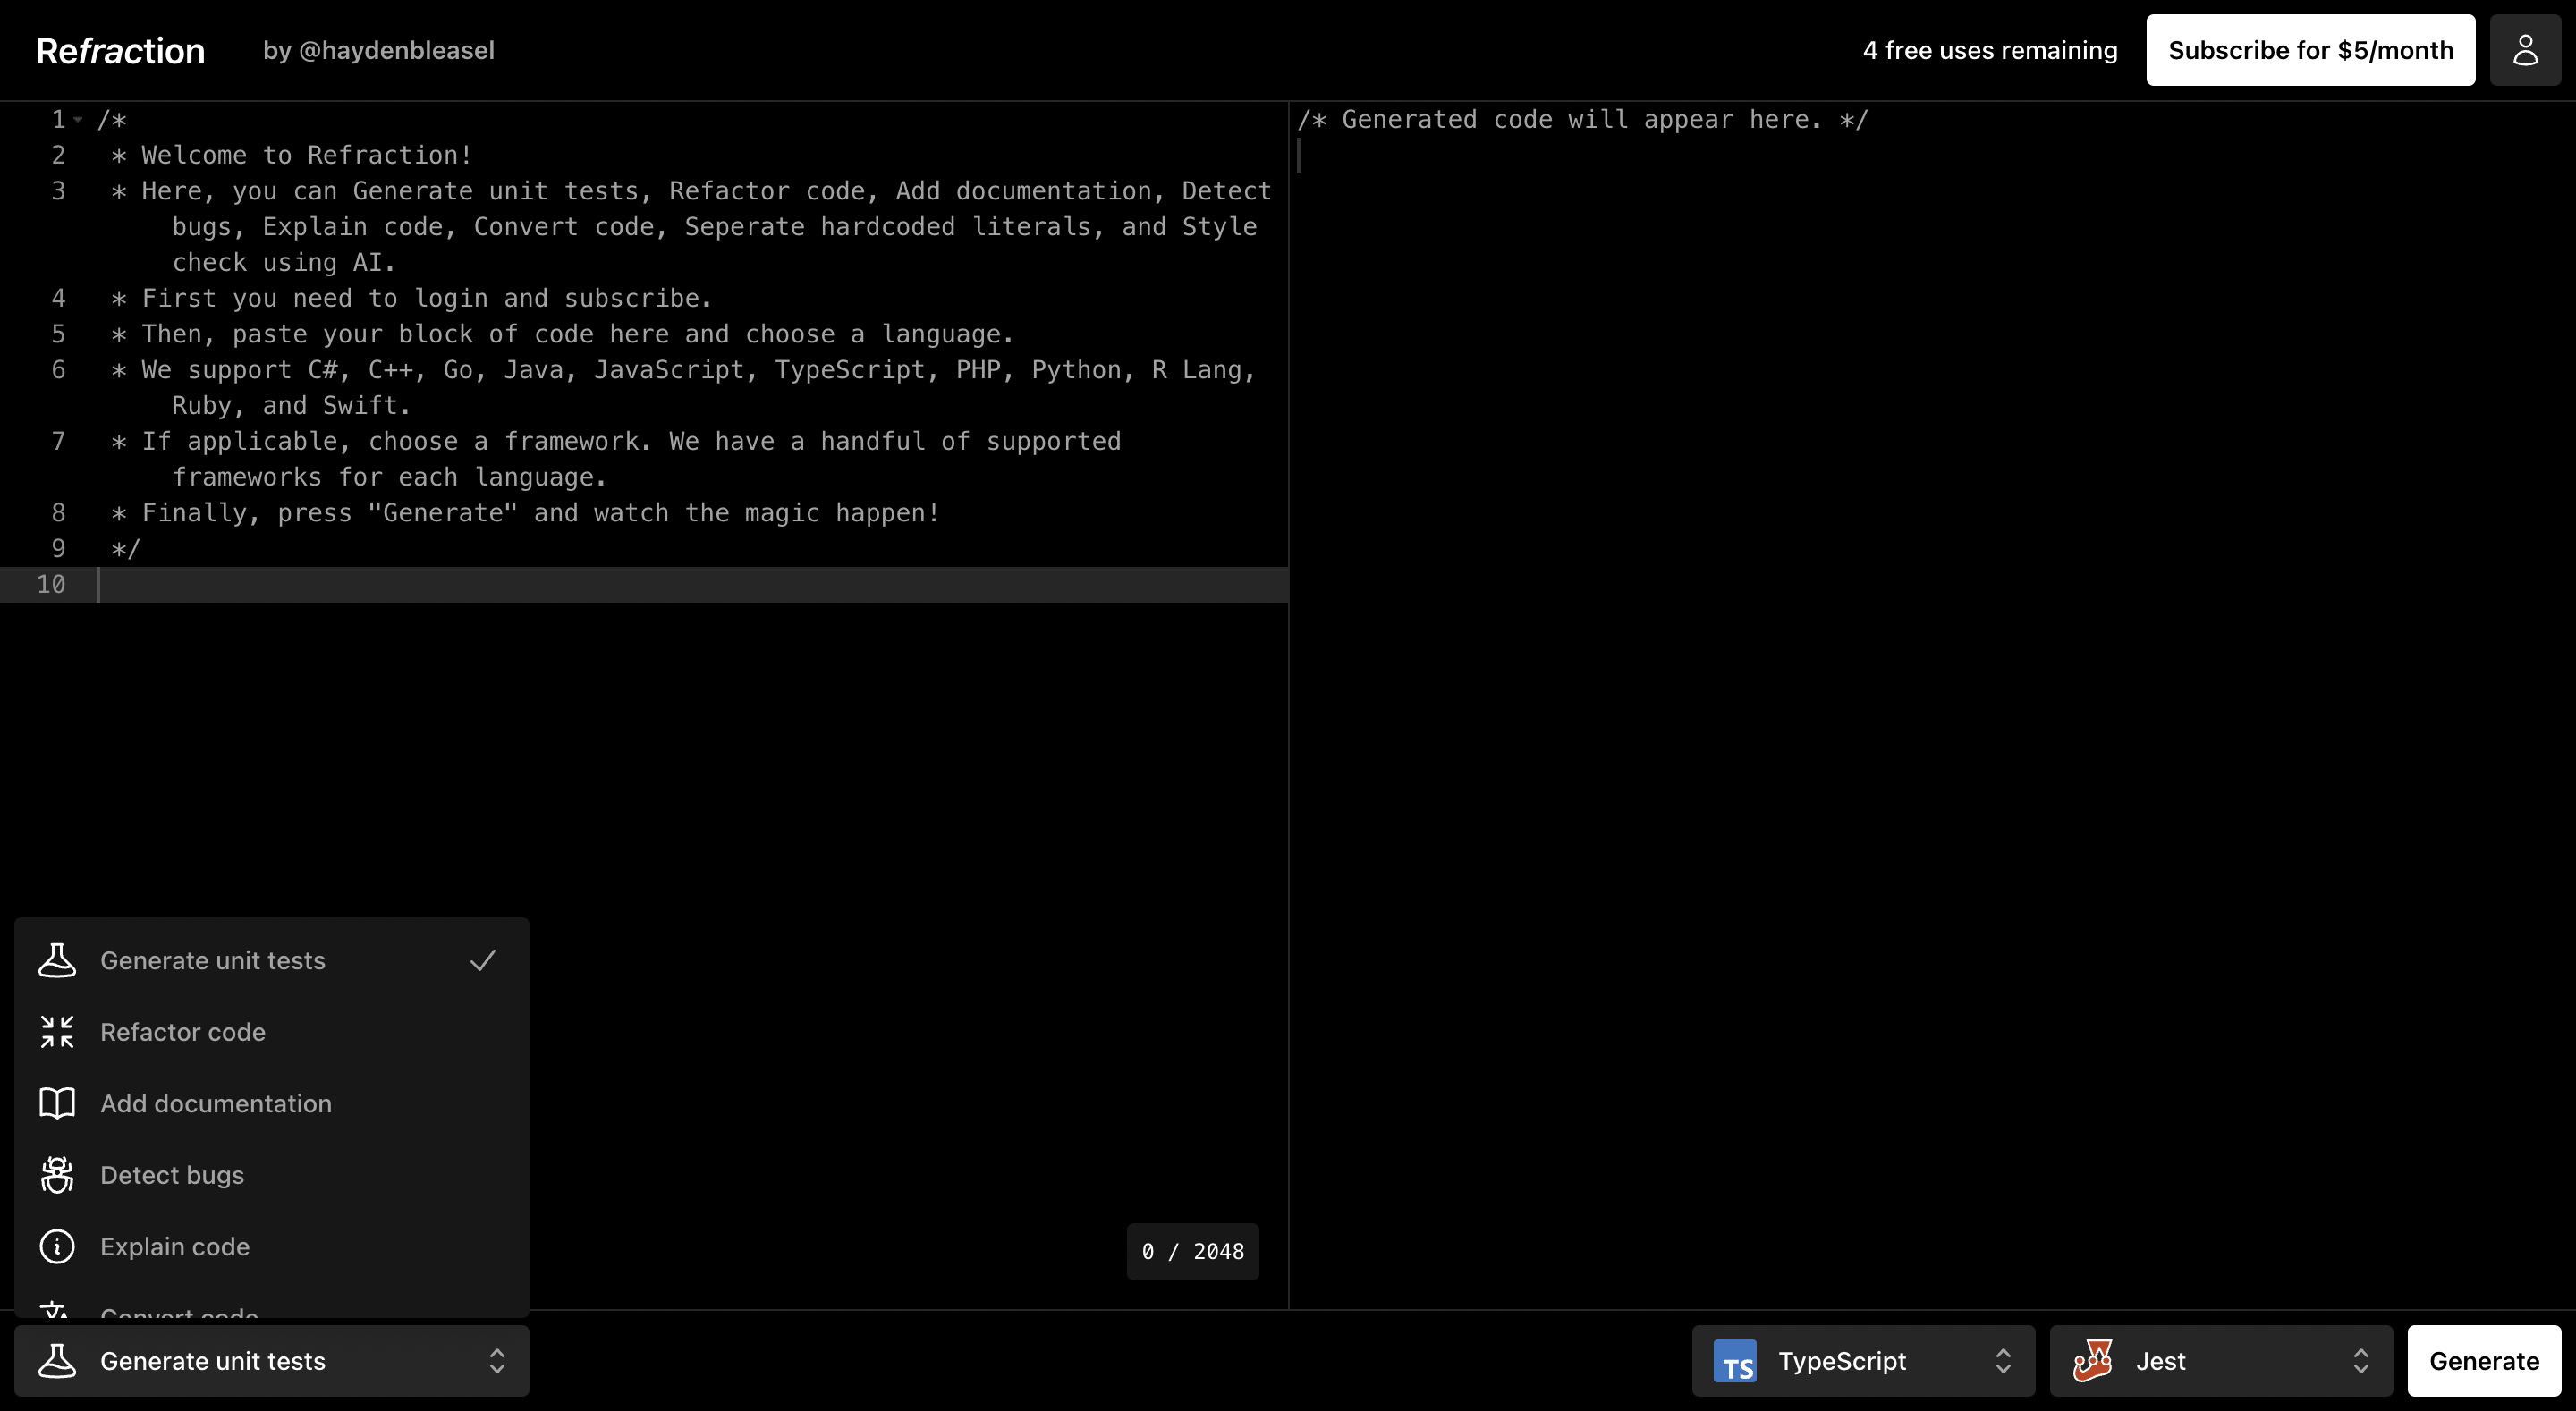 Refraction
by @haydenbleasel
4 free uses remaining
Subscribe for $5/month
1 /*
2 * Welcome to Refraction!
3 * Here, you can Generate unit tests, Refactor code, Add documentation, Detect
bugs, Explain code, Convert code, Seperate hardcoded literals, and Style
check using AI.
4 * First you need to login and subscribe.
5 * Then, paste your block of code here and choose a language.
6 * We support C#, C++, Go, Java, JavaScript, TypeScript, PHP, Python, R Lang,
Ruby, and Swift.
7 * If applicable, choose a framework. We have a handful of supported
frameworks for each language.
8 * Finally, press "Generate" and watch the magic happen!
9 */
10
/* Generated code will appear here. */
Generate unit tests
Refactor code
Add documentation
Detect bugs
Explain code
Convert code
0 / 2048
Generate unit tests
TS TypeScript
Jest
Generate